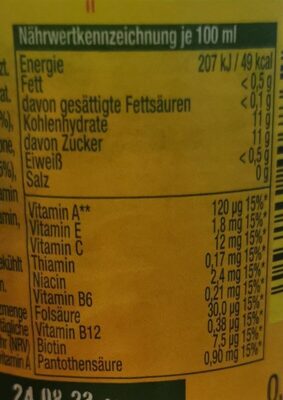 Nährwertkennzeichnung je 100 ml
Energie 207 kJ / 49 kcal
Fett < 0,5 g
davon gesättigte Fettsäuren < 0,1 g
Kohlenhydrate 11 g
davon Zucker 11 g
Eiweiß < 0,5 g
Salz 0 g
Vitamin A** 120 µg 15%*
Vitamin E 1,8 mg 15%*
Vitamin C 12 mg 15%*
Thiamin 0,17 mg 15%*
Niacin 2,4 mg 15%*
Vitamin B6 0,21 mg 15%*
Folsäure 30,0 µg 15%*
Vitamin B12 0,38 µg 15%*
Biotin 7,5 µg 15%*
Pantothensäure 0,90 mg 15%*
24.08.23